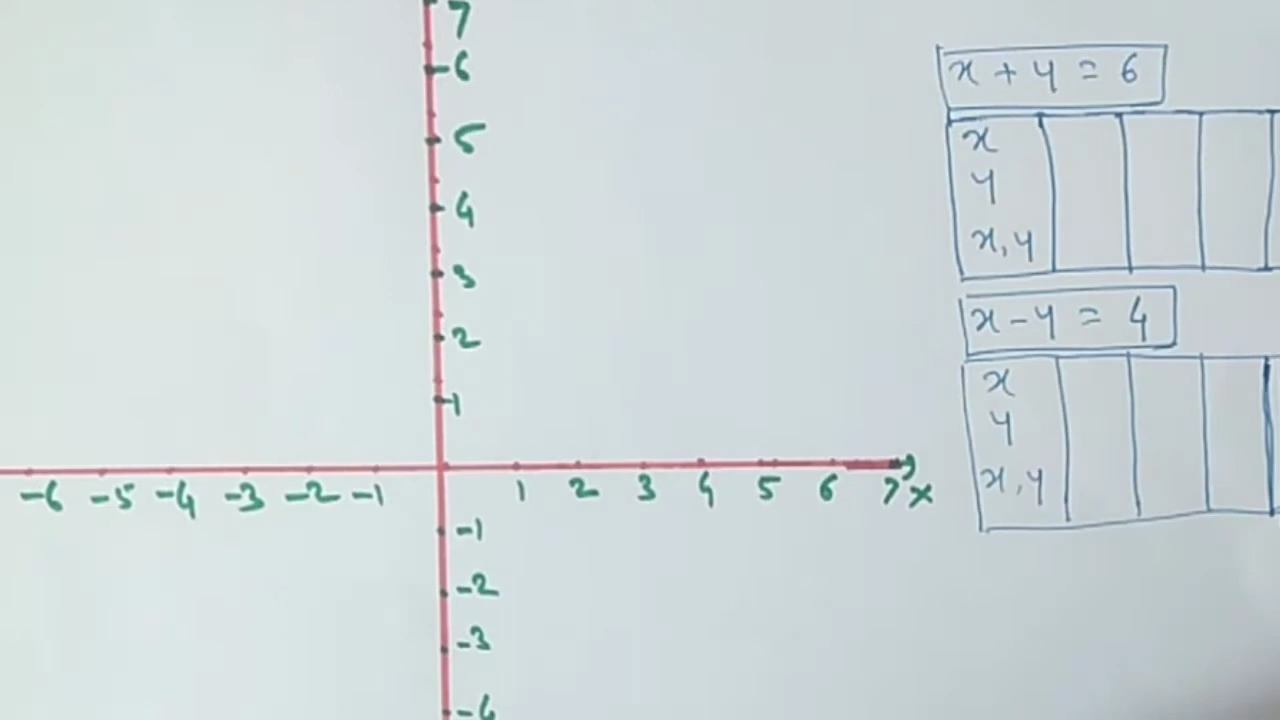 7
6
5
4
3
2
1
-6 -5 -4 -3 -2 -1 1 2 3 4 5 6 7 x
-1
-2
-3
-4
x + y = 6
x
y
x, y
x - y = 4
x
y
x, y